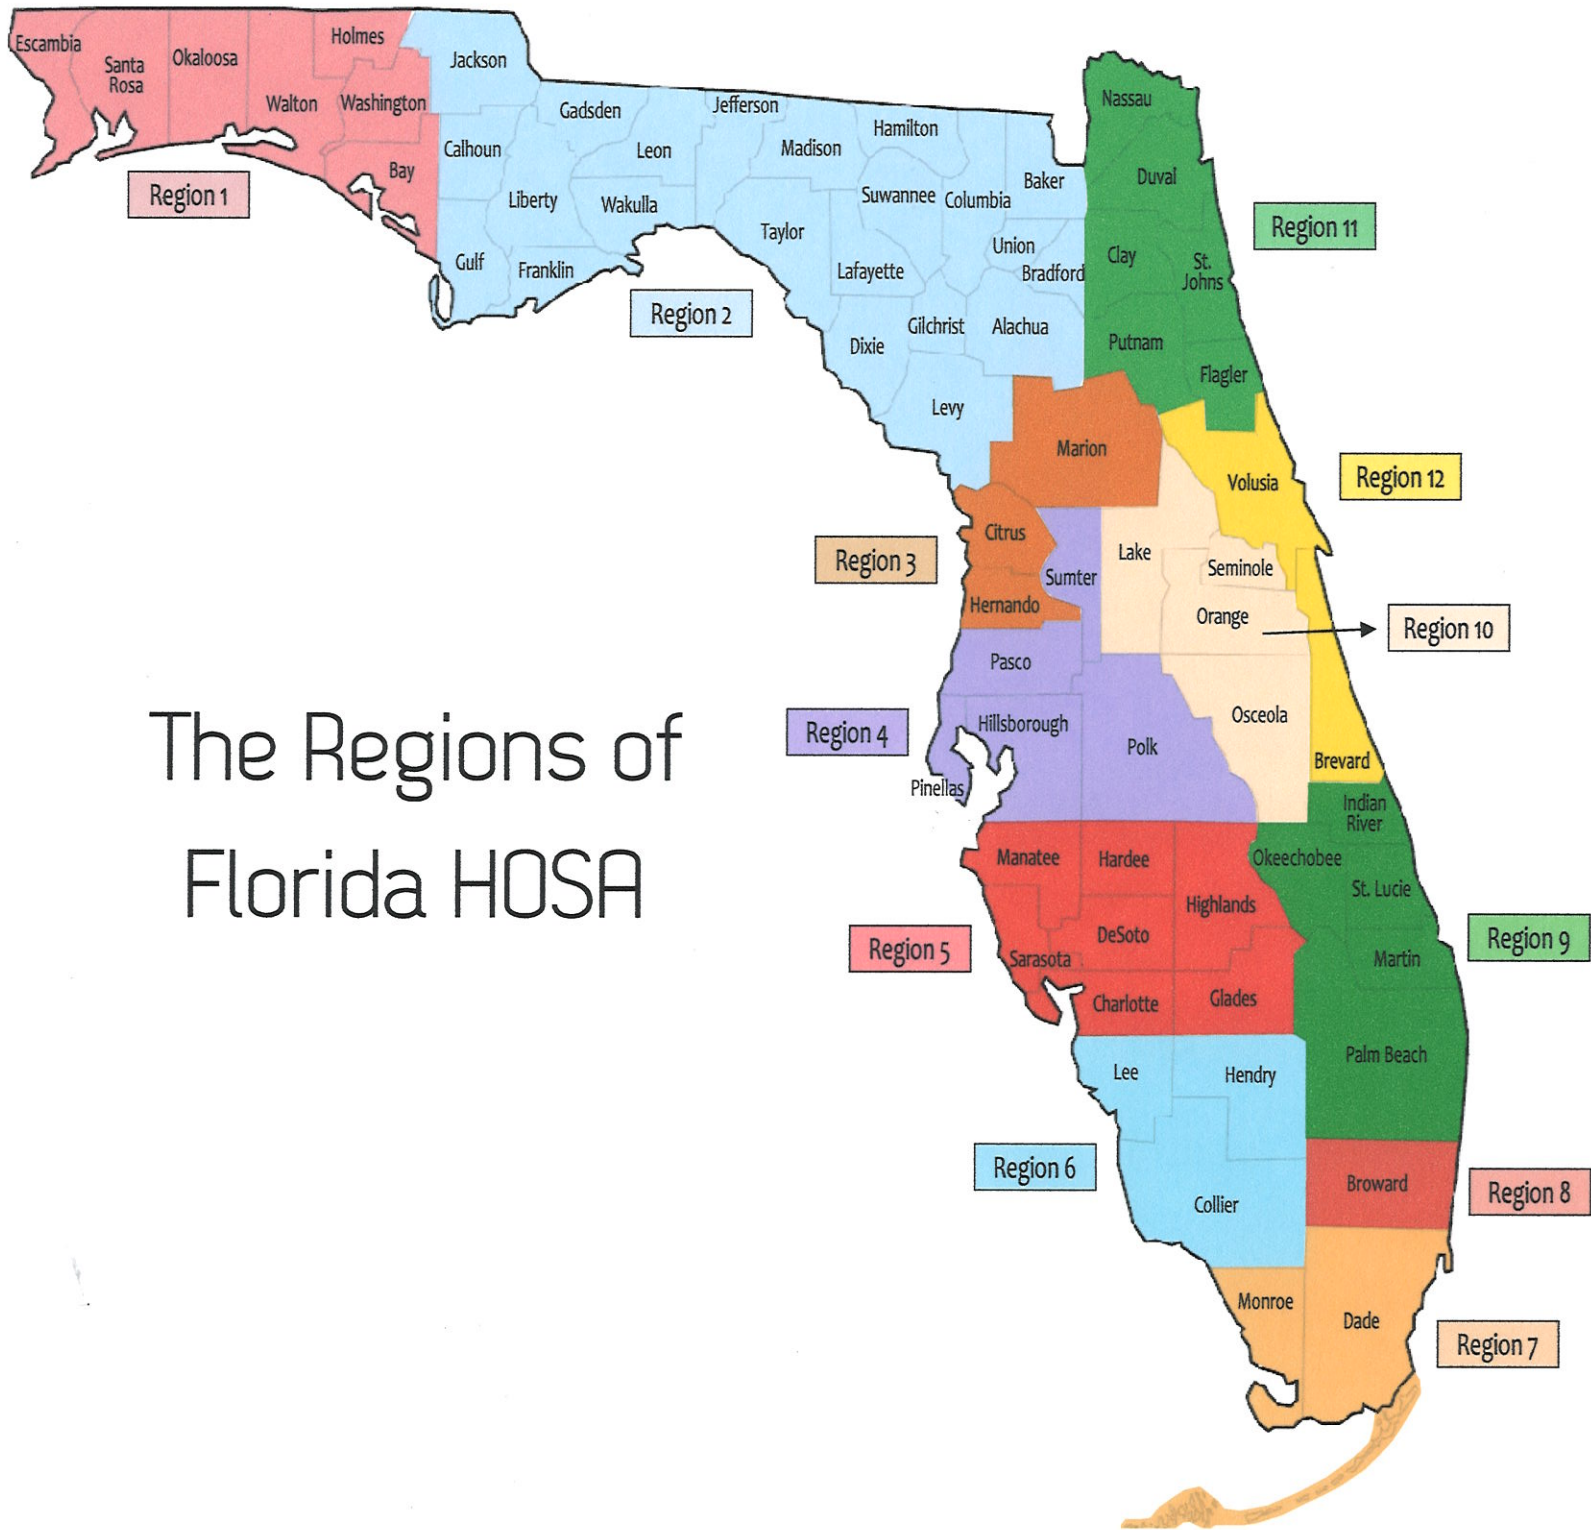 Escambia
Santa
Rosa
Okaloosa
Walton
Holmes
Washington
Bay
Region 1
Jackson
Calhoun
Gulf
Gadsden
Liberty
Franklin
Leon
Wakulla
Jefferson
Madison
Taylor
Hamilton
Suwannee
Lafayette
Columbia
Baker
Union
Bradford
Gilchrist
Alachua
Dixie
Levy
Region 2
Nassau
Duval
Clay
St.
Johns
Putnam
Flagler
Region 11
Marion
Citrus
Hernando
Region 3
Volusia
Brevard
Region 12
Lake
Seminole
Orange
Osceola
Region 10
Sumter
Pasco
Hillsborough
Pinellas
Polk
Region 4
The Regions of
Florida HOSA
Manatee
Hardee
Highlands
DeSoto
Sarasota
Charlotte
Glades
Region 5
Indian
River
Okeechobee
St. Lucie
Martin
Palm Beach
Region 9
Lee
Hendry
Collier
Region 6
Broward
Region 8
Monroe
Dade
Region 7